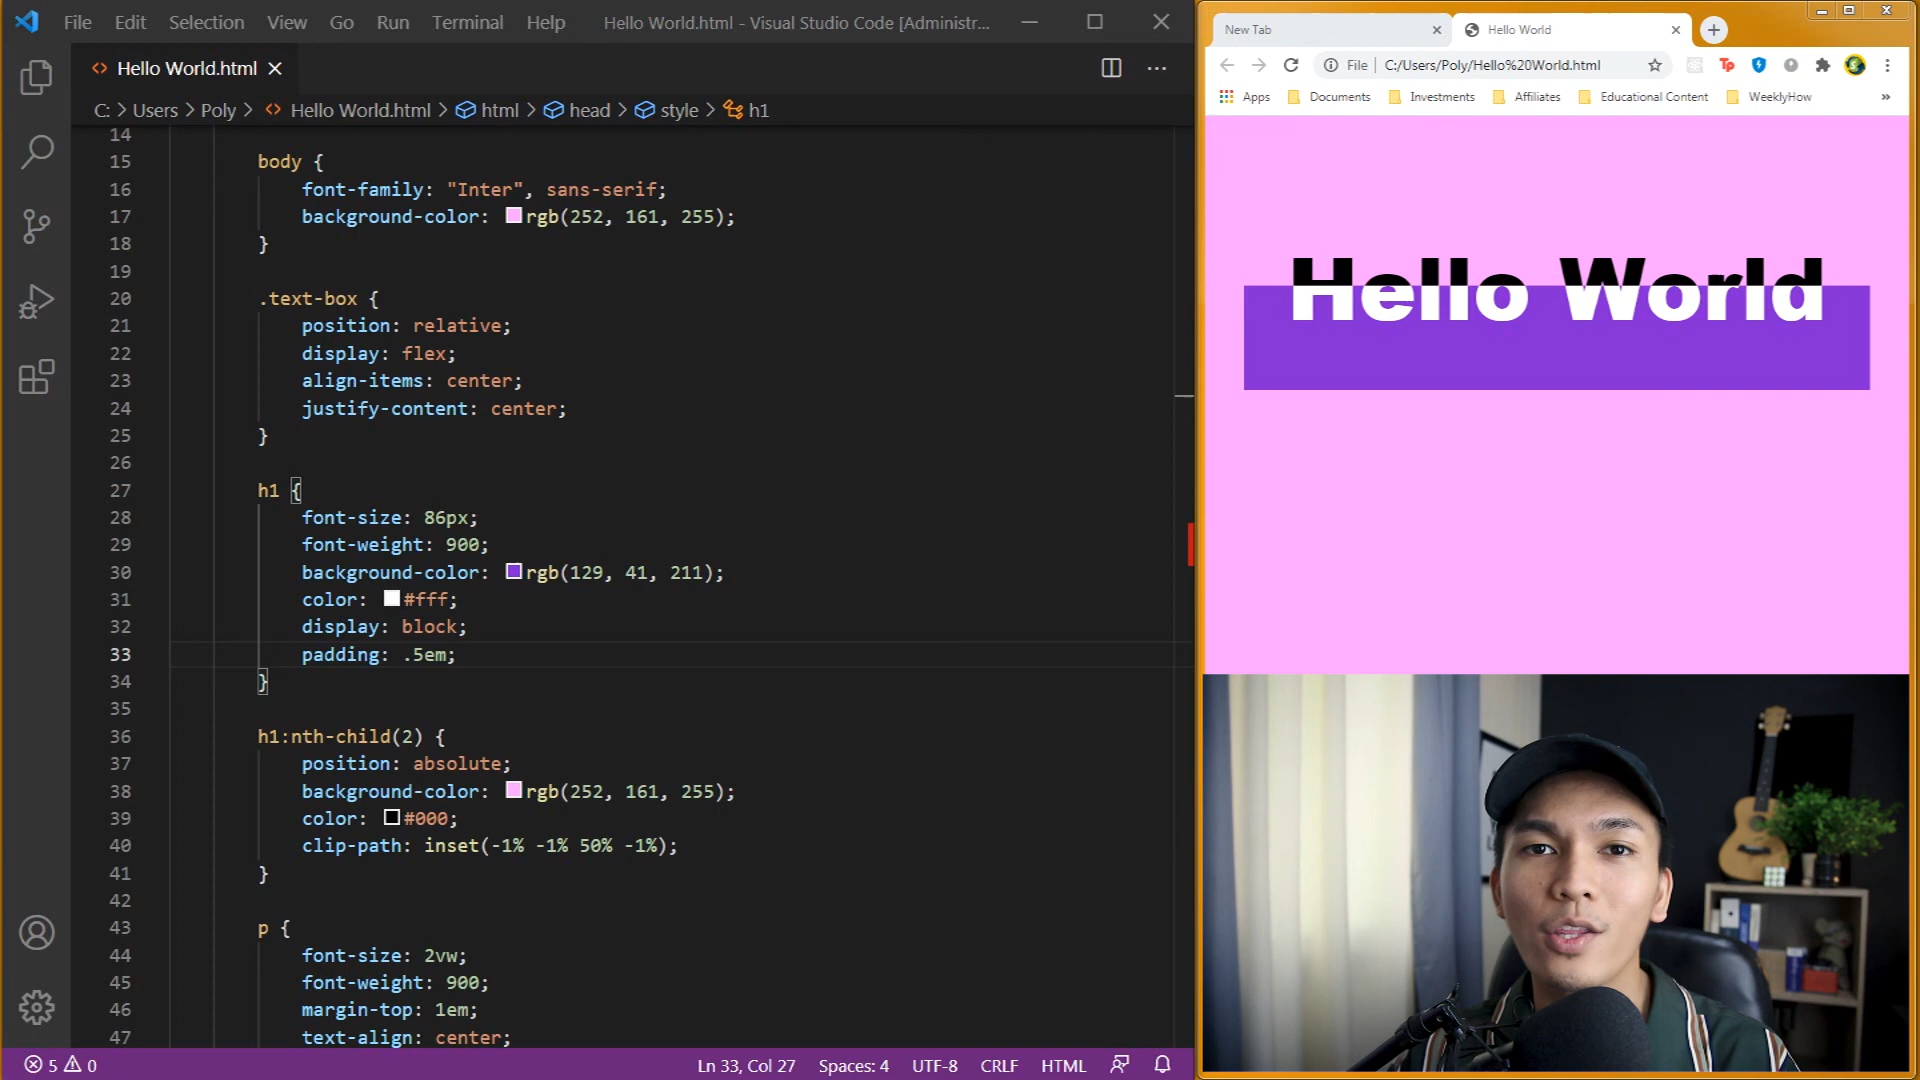 File Edit Selection View Go Run Terminal Help Hello World.html - Visual Studio Code [Administr...
Hello World.html
C: > Users > Poly > Hello World.html > html > head > style > h1
14
15 body {
16 font-family: "Inter", sans-serif;
17 background-color: rgb(252, 161, 255);
18 }
19
20 .text-box {
21 position: relative;
22 display: flex;
23 align-items: center;
24 justify-content: center;
25 }
26
27 h1 {
28 font-size: 86px;
29 font-weight: 900;
30 background-color: rgb(129, 41, 211);
31 color: #fff;
32 display: block;
33 padding: .5em;
34 }
35
36 h1:nth-child(2) {
37 position: absolute;
38 background-color: rgb(252, 161, 255);
39 color: #000;
40 clip-path: inset(-1% -1% 50% -1%);
41 }
42
43 p {
44 font-size: 2vw;
45 font-weight: 900;
46 margin-top: 1em;
47 text-align: center;
5 0 Ln 33, Col 27 Spaces: 4 UTF-8 CRLF HTML
New Tab Hello World
File | C:/Users/Poly/Hello%20World.html
Apps Documents Investments Affiliates Educational Content WeeklyHow »
Hello World